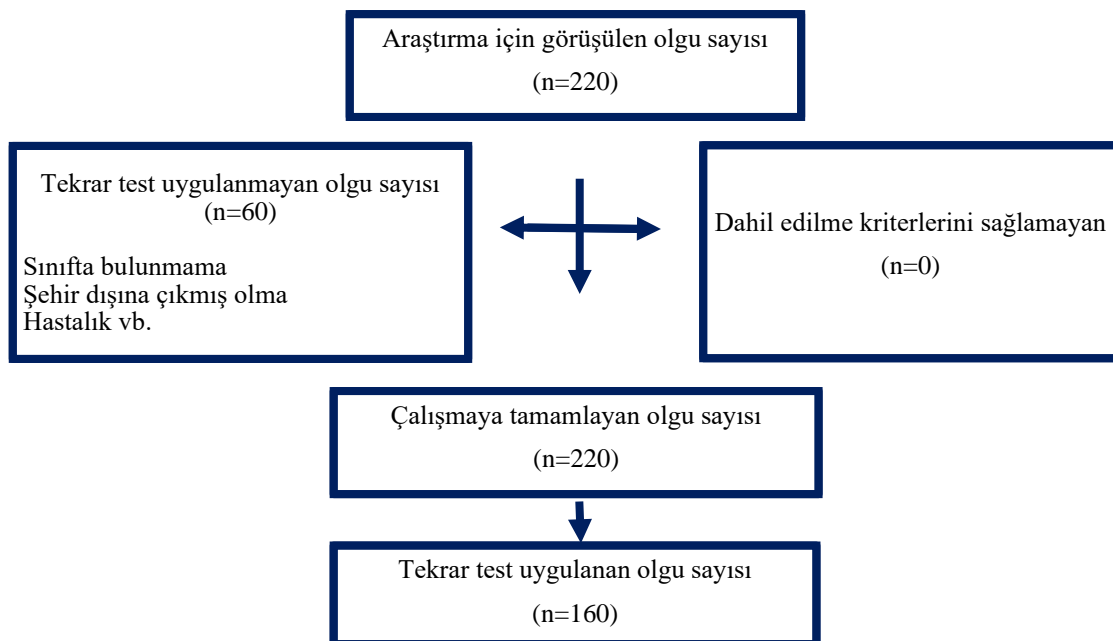 Araştırma için görüşülen olgu sayısı
(n=220)
Tekrar test uygulanmayan olgu sayısı
(n=60)
Sınıfta bulunmama
Şehir dışına çıkmış olma
Hastalık vb.
Dahil edilme kriterlerini sağlamayan
(n=0)
Çalışmaya tamamlayan olgu sayısı
(n=220)
Tekrar test uygulanan olgu sayısı
(n=160)